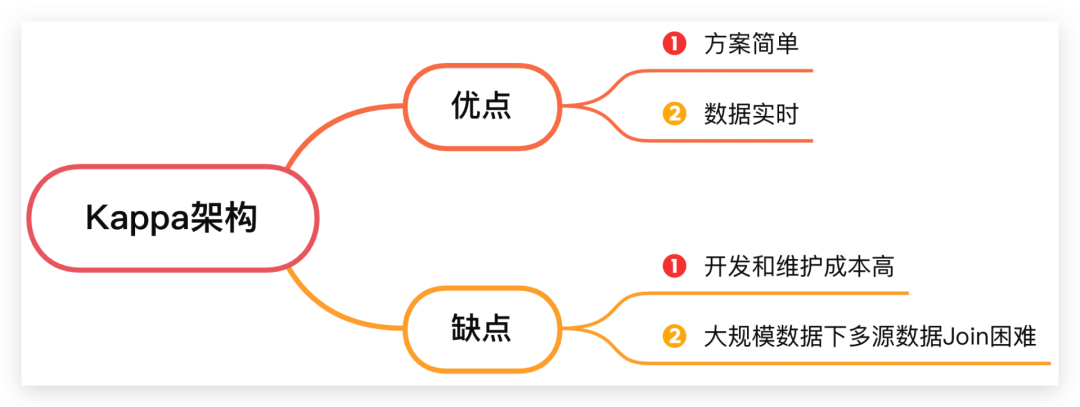 Kappa架构
优点
1 方案简单
2 数据实时
缺点
1 开发和维护成本高
2 大规模数据下多源数据Join困难